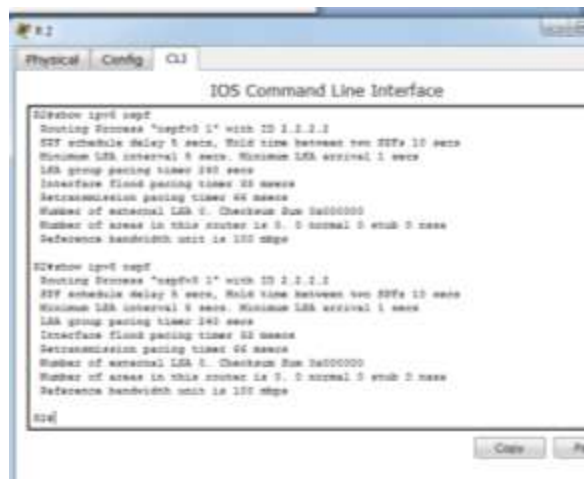 R2
Physical Config CLI
IOS Command Line Interface
R2#show ipv6 ospf
Routing Process "ospfv3 1" with ID 2.2.2.2
SPF schedule delay 5 secs, Hold time between two SPFs 10 secs
Minimum LSA interval 5 secs. Minimum LSA arrival 1 secs
LSA group pacing timer 240 secs
Interface flood pacing timer 33 msecs
Retransmission pacing timer 66 msecs
Number of external LSA 0. Checksum Sum 0x000000
Number of areas in this router is 0. 0 normal 0 stub 0 nssa
Reference bandwidth unit is 100 mbps
R2#show ipv6 ospf
Routing Process "ospfv3 1" with ID 2.2.2.2
SPF schedule delay 5 secs, Hold time between two SPFs 10 secs
Minimum LSA interval 5 secs. Minimum LSA arrival 1 secs
LSA group pacing timer 240 secs
Interface flood pacing timer 33 msecs
Retransmission pacing timer 66 msecs
Number of external LSA 0. Checksum Sum 0x000000
Number of areas in this router is 0. 0 normal 0 stub 0 nssa
Reference bandwidth unit is 100 mbps
R2#
Copy